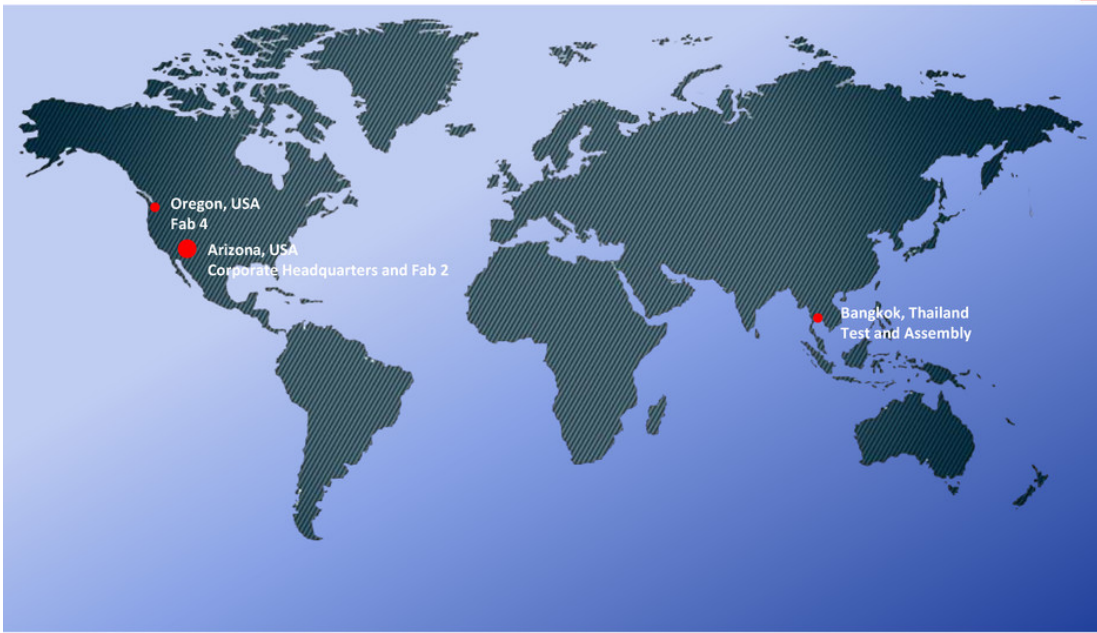 Oregon, USA
Fab 4
Arizona, USA
Corporate Headquarters and Fab 2
Bangkok, Thailand
Test and Assembly